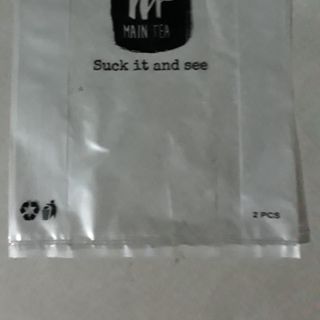 MAIN TEA
Suck it and see
2 PCS